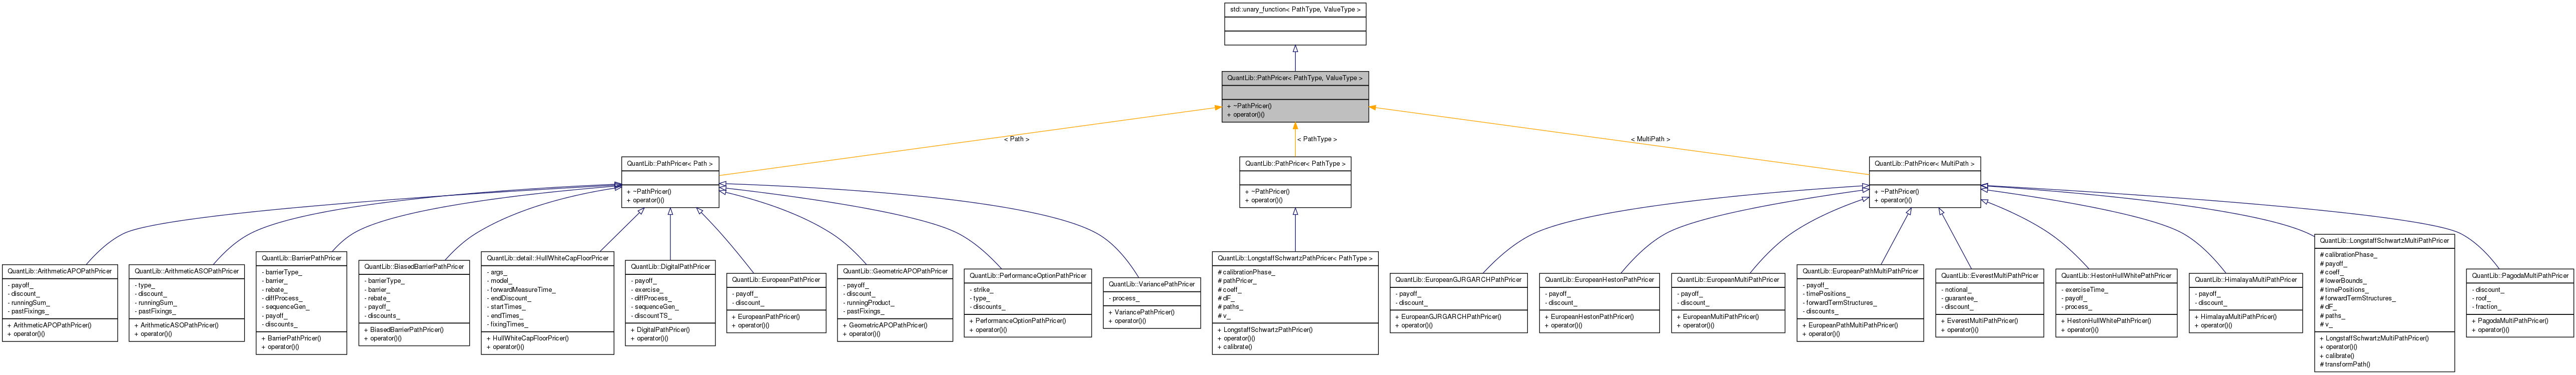 std::unary_function< PathType, ValueType >
QuantLib::PathPricer< PathType, ValueType >
+ ~PathPricer()
+ operator()()
< Path >
< PathType >
< MultiPath >
QuantLib::PathPricer< Path >
+ ~PathPricer()
+ operator()()
QuantLib::PathPricer< PathType >
+ ~PathPricer()
+ operator()()
QuantLib::PathPricer< MultiPath >
+ ~PathPricer()
+ operator()()
QuantLib::ArithmeticAPOPathPricer
- payoff_
- discount_
- runningSum_
- pastFixings_
+ ArithmeticAPOPathPricer()
+ operator()()
QuantLib::ArithmeticASOPathPricer
- type_
- discount_
- runningSum_
- pastFixings_
+ ArithmeticASOPathPricer()
+ operator()()
QuantLib::BarrierPathPricer
- barrierType_
- barrier_
- rebate_
- diffProcess_
- sequenceGen_
- payoff_
- discounts_
+ BarrierPathPricer()
+ operator()()
QuantLib::BiasedBarrierPathPricer
- barrierType_
- barrier_
- rebate_
- payoff_
- discounts_
+ BiasedBarrierPathPricer()
+ operator()()
QuantLib::detail::HullWhiteCapFloorPricer
- args_
- model_
- forwardMeasureTime_
- endDiscount_
- startTimes_
- endTimes_
- fixingTimes_
+ HullWhiteCapFloorPricer()
+ operator()()
QuantLib::DigitalPathPricer
- payoff_
- exercise_
- diffProcess_
- sequenceGen_
- discountTS_
+ DigitalPathPricer()
+ operator()()
QuantLib::EuropeanPathPricer
- payoff_
- discount_
+ EuropeanPathPricer()
+ operator()()
QuantLib::GeometricAPOPathPricer
- payoff_
- discount_
- runningProduct_
- pastFixings_
+ GeometricAPOPathPricer()
+ operator()()
QuantLib::PerformanceOptionPathPricer
- strike_
- type_
- discounts_
+ PerformanceOptionPathPricer()
+ operator()()
QuantLib::VariancePathPricer
- process_
+ VariancePathPricer()
+ operator()()
QuantLib::LongstaffSchwartzPathPricer< PathType >
# calibrationPhase_
# pathPricer_
# coeff_
# dF_
# paths_
# v_
+ LongstaffSchwartzPathPricer()
+ operator()()
+ calibrate()
QuantLib::EuropeanGJRGARCHPathPricer
- payoff_
- discount_
+ EuropeanGJRGARCHPathPricer()
+ operator()()
QuantLib::EuropeanHestonPathPricer
- payoff_
- discount_
+ EuropeanHestonPathPricer()
+ operator()()
QuantLib::EuropeanMultiPathPricer
- payoff_
- discount_
+ EuropeanMultiPathPricer()
+ operator()()
QuantLib::EuropeanPathMultiPathPricer
- payoff_
- timePositions_
- forwardTermStructures_
- discounts_
+ EuropeanPathMultiPathPricer()
+ operator()()
QuantLib::EverestMultiPathPricer
- notional_
- guarantee_
- discount_
+ EverestMultiPathPricer()
+ operator()()
QuantLib::HestonHullWhitePathPricer
- exerciseTime_
- payoff_
- process_
+ HestonHullWhitePathPricer()
+ operator()()
QuantLib::HimalayaMultiPathPricer
- payoff_
- discount_
+ HimalayaMultiPathPricer()
+ operator()()
QuantLib::LongstaffSchwartzMultiPathPricer
# calibrationPhase_
# payoff_
# coeff_
# lowerBounds_
# timePositions_
# forwardTermStructures_
# dF_
# paths_
# v_
+ LongstaffSchwartzMultiPathPricer()
+ operator()()
+ calibrate()
# transformPath()
QuantLib::PagodaMultiPathPricer
- discount_
- roof_
- fraction_
+ PagodaMultiPathPricer()
+ operator()()